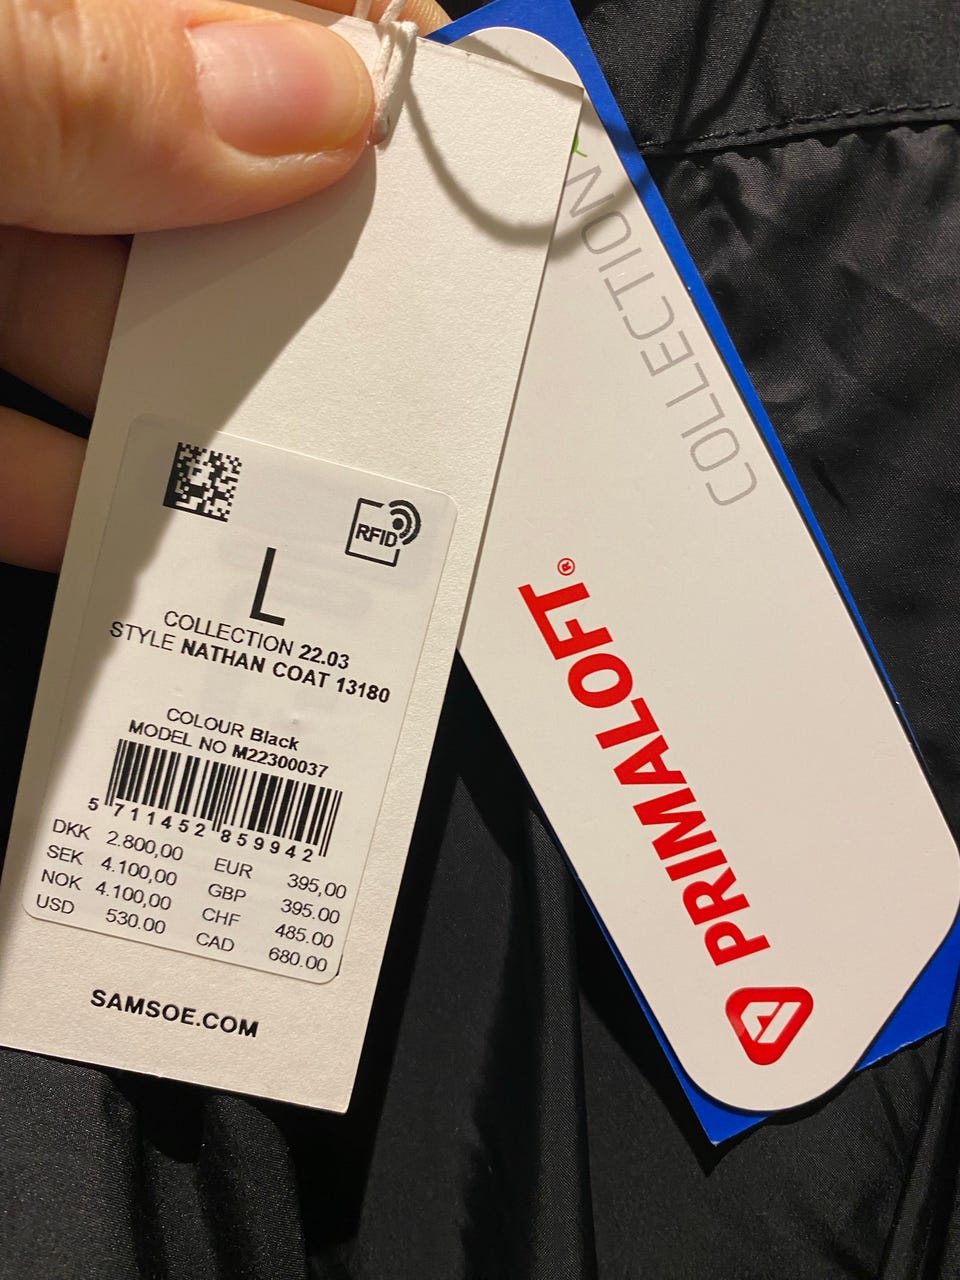 RFID
L
COLLECTION 22.03
STYLE NATHAN COAT 13180
COLOUR Black
MODEL NO M22300037
5 711452 859942
DKK 2.800,00 EUR 395,00
SEK 4.100,00 GBP 395.00
NOK 4.100,00 CHF 485.00
USD 530.00 CAD 680.00
SAMSOE.COM
COLLECTION
PRIMALOFT®